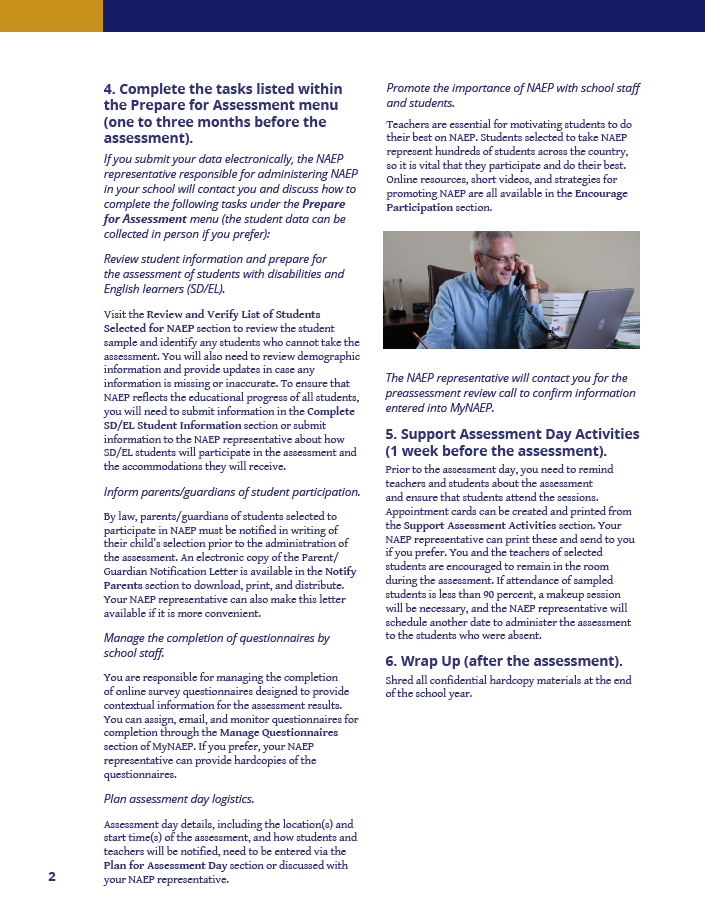 4. Complete the tasks listed within
the Prepare for Assessment menu
(one to three months before the
assessment).
If you submit your data electronically, the NAEP
representative responsible for administering NAEP
in your school will contact you and discuss how to
complete the following tasks under the Prepare
for Assessment menu (the student data can be
collected in person if you prefer):
Review student information and prepare for
the assessment of students with disabilities and
English learners (SD/EL).
Visit the Review and Verify List of Students
Selected for NAEP section to review the student
sample and identify any students who cannot take the
assessment. You will also need to review demographic
information and provide updates in case any
information is missing or inaccurate. To ensure that
NAEP reflects the educational progress of all students,
you will need to submit information in the Complete
SD/EL Student Information section or submit
information to the NAEP representative about how
SD/EL students will participate in the assessment and
the accommodations they will receive.
Inform parents/guardians of student participation.
By law, parents/guardians of students selected to
participate in NAEP must be notified in writing of
their child's selection prior to the administration of
the assessment. An electronic copy of the Parent/
Guardian Notification Letter is available in the Notify
Parents section to download, print, and distribute.
Your NAEP representative can also make this letter
available if it is more convenient.
Manage the completion of questionnaires by
school staff.
You are responsible for managing the completion
of online survey questionnaires designed to provide
contextual information for the assessment results.
You can assign, email, and monitor questionnaires for
completion through the Manage Questionnaires
section of MyNAEP. If you prefer, your NAEP
representative can provide hardcopies of the
questionnaires.
Plan assessment day logistics.
Assessment day details, including the location(s) and
start time(s) of the assessment, and how students and
teachers will be notified, need to be entered via the
Plan for Assessment Day section or discussed with
your NAEP representative.
Promote the importance of NAEP with school staff
and students.
Teachers are essential for motivating students to do
their best on NAEP. Students selected to take NAEP
represent hundreds of students across the country,
so it is vital that they participate and do their best.
Online resources, short videos, and strategies for
promoting NAEP are all available in the Encourage
Participation section.
The NAEP representative will contact you for the
preassessment review call to confirm information
entered into MyNAEP.
5. Support Assessment Day Activities
(1 week before the assessment).
Prior to the assessment day, you need to remind
teachers and students about the assessment
and ensure that students attend the sessions.
Appointment cards can be created and printed from
the Support Assessment Activities section. Your
NAEP representative can print these and send to you
if you prefer. You and the teachers of selected
students are encouraged to remain in the room
during the assessment. If attendance of sampled
students is less than 90 percent, a makeup session
will be necessary, and the NAEP representative will
schedule another date to administer the assessment
to the students who were absent.
6. Wrap Up (after the assessment).
Shred all confidential hardcopy materials at the end
of the school year.
2